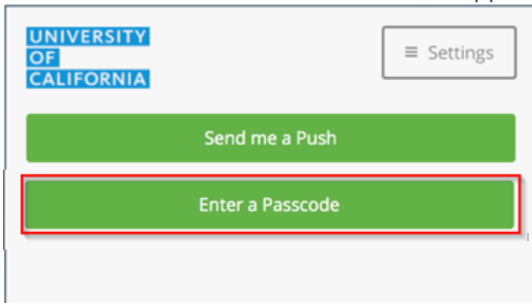 UNIVERSITY
OF
CALIFORNIA
≡ Settings
Send me a Push
Enter a Passcode